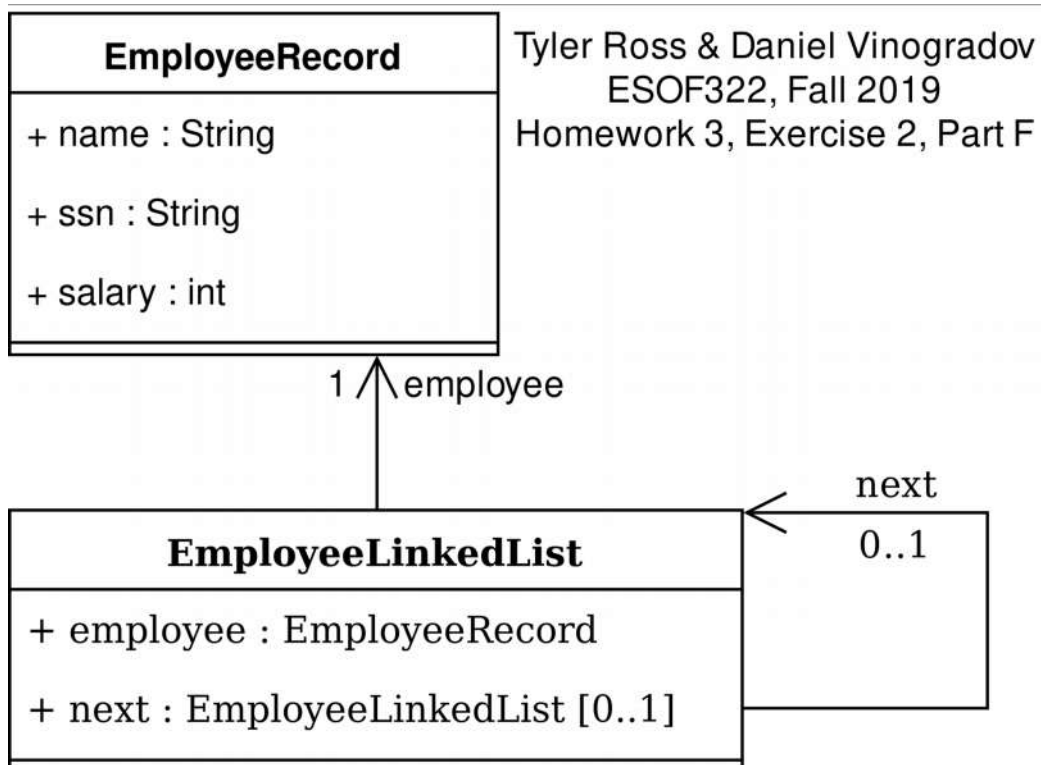 EmployeeRecord
+ name : String
+ ssn : String
+ salary : int
Tyler Ross & Daniel Vinogradov
ESOF322, Fall 2019
Homework 3, Exercise 2, Part F
1
employee
next
0..1
EmployeeLinkedList
+ employee : EmployeeRecord
+ next : EmployeeLinkedList [0..1]